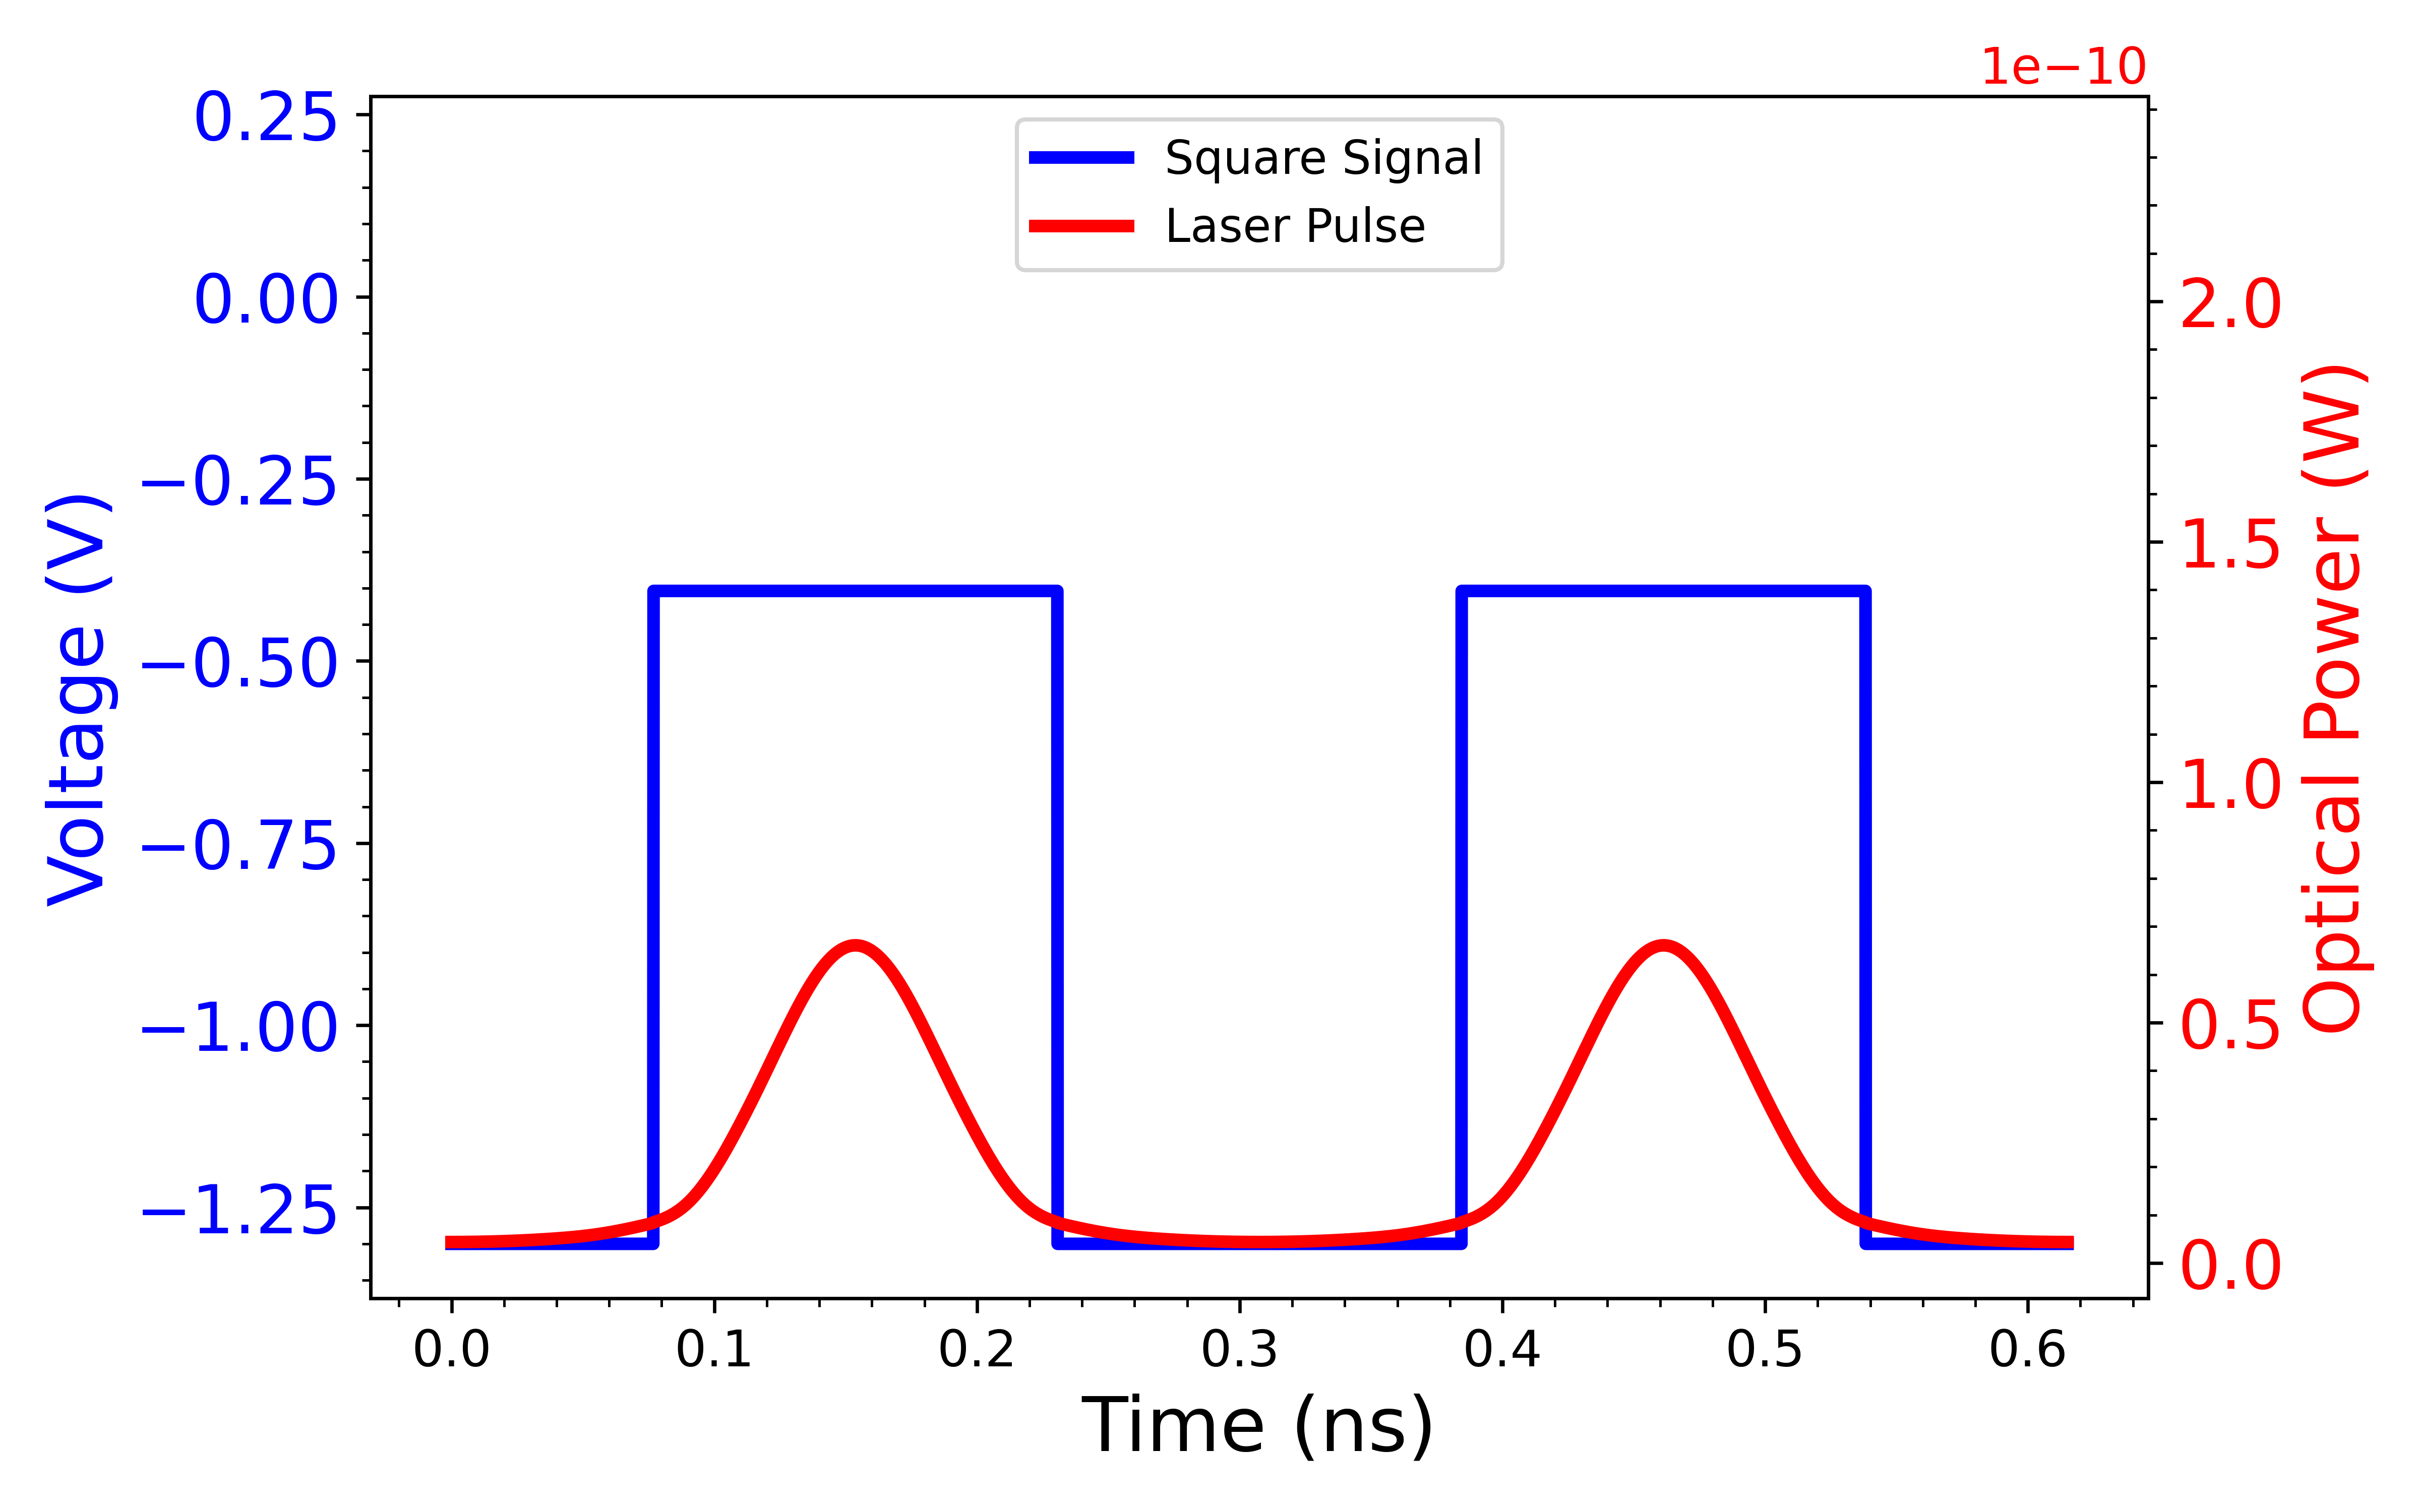 1e−10
0.25
0.00
−0.25
−0.50
−0.75
−1.00
−1.25
Voltage (V)
Square Signal
Laser Pulse
2.0
1.5
1.0
0.5
0.0
Optical Power (W)
0.0 0.1 0.2 0.3 0.4 0.5 0.6
Time (ns)